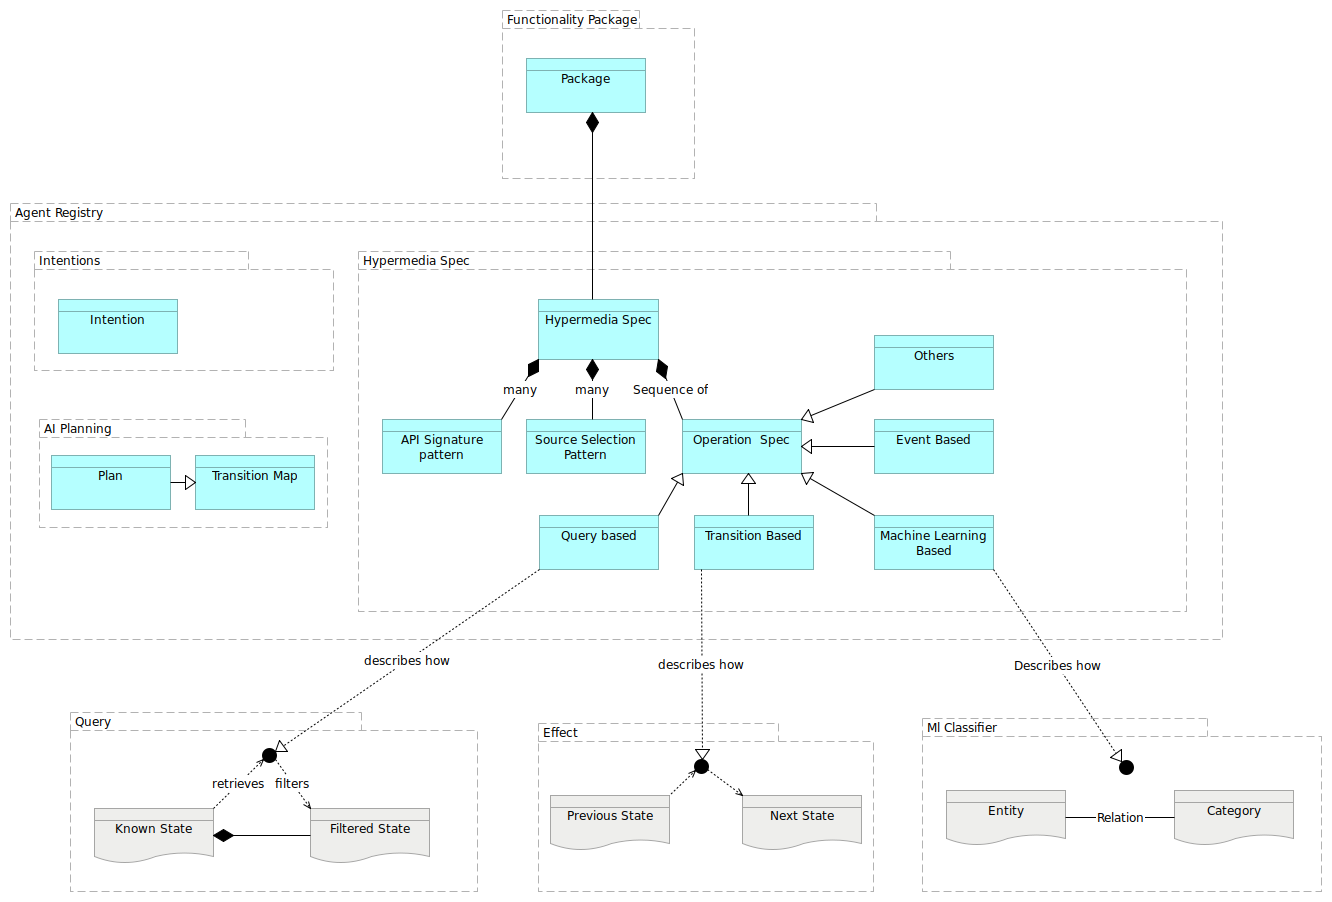 Functionality Package
Package
Agent Registry
Intentions
Intention
Hypermedia Spec
Hypermedia Spec
Others
many
many
Sequence of
AI Planning
Plan
Transition Map
API Signature
pattern
Source Selection
Pattern
Operation  Spec
Event Based
Query based
Transition Based
Machine Learning
Based
describes how
describes how
Describes how
Query
retrieves
filters
Known State
Filtered State
Effect
Previous State
Next State
Ml Classifier
Entity
Relation
Category